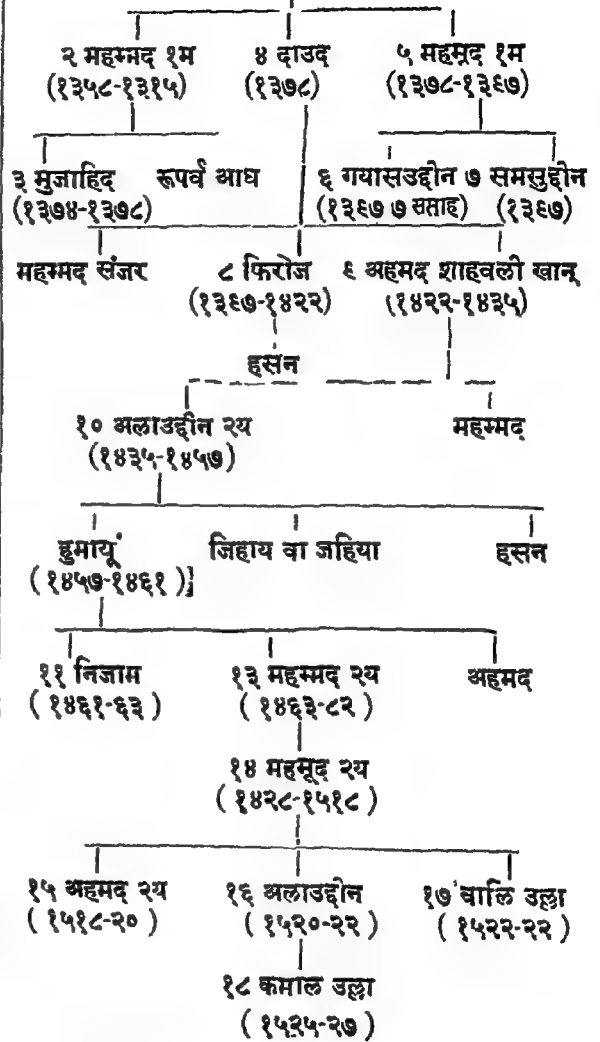 २ महम्मद १म ४ दाउद ५ महमूद १म
(१३५८-१३१५) (१३७८) (१३७८-१३९७)
३ मुजाहिद रूपर्व आघ ६ गयासउद्दीन ७ समसुद्दीन
(१३७४-१३७८) (१३९७ ७ सप्ताह) (१३९७)
महम्मद संजर ८ फिरोज ९ अहमद शाहवली खान्
(१३९७-१४२२) (१४२२-१४३५)
हसन
१० अलाउद्दीन २य महम्मद
(१४३५-१४५७)
हुमायूं जिहाय वा जहिया हसन
(१४५७-१४६१)]
११ निजाम १३ महम्मद २य अहमद
(१४६१-६३) (१४६३-८२)
१४ महमूद २य
(१४२८-१५१८)
१५ अहमद २य १६ अलाउद्दीन १७ वालि उल्ला
(१५१८-२०) (१५२०-२२) (१५२२-२२)
१८ कमाल उल्ला
(१५२५-२७)